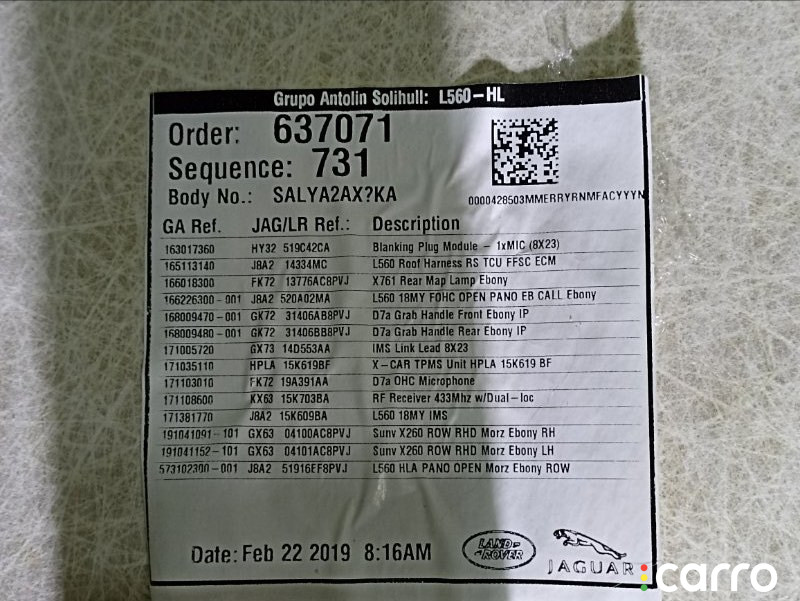 Grupo Antolin Solihull: L560-HL
Order: 637071
Sequence: 731
Body No.: SALYA2AX?KA
0000428503MMERRYRNMFACYYYN
GA Ref. JAG/LR Ref.: Description
163017360 HY32 519C42CA Blanking Plug Module - 1xMIC (8X23)
165113140 J8A2 14334MC L560 Roof Harness RS TCU FFSC ECM
166018300 FK72 13776AC8PVJ X761 Rear Map Lamp Ebony
166226300-001 J8A2 520A02MA L560 18MY FOHC OPEN PANO EB CALL Ebony
168009470-001 GK72 31406AB8PVJ D7a Grab Handle Front Ebony IP
168009480-001 GK72 31406BB8PVJ D7a Grab Handle Rear Ebony IP
171005720 GX73 14D553AA IMS Link Lead 8X23
171035110 HPLA 15K619BF X-CAR TPMS Unit HPLA 15K619 BF
171103010 FK72 19A391AA D7a OHC Microphone
171108600 KX63 15K703BA RF Receiver 433Mhz w/Dual-loc
171381770 J8A2 15K609BA L560 18MY IMS
191041091-101 GX63 04100AC8PVJ Sunv X260 ROW RHD Morz Ebony RH
191041152-101 GX63 04101AC8PVJ Sunv X260 ROW RHD Morz Ebony LH
573102300-001 J8A2 51916EF8PVJ L560 HLA PANO OPEN Morz Ebony ROW
Date: Feb 22 2019 8:16AM
LAND-ROVER
JAGUAR
carro